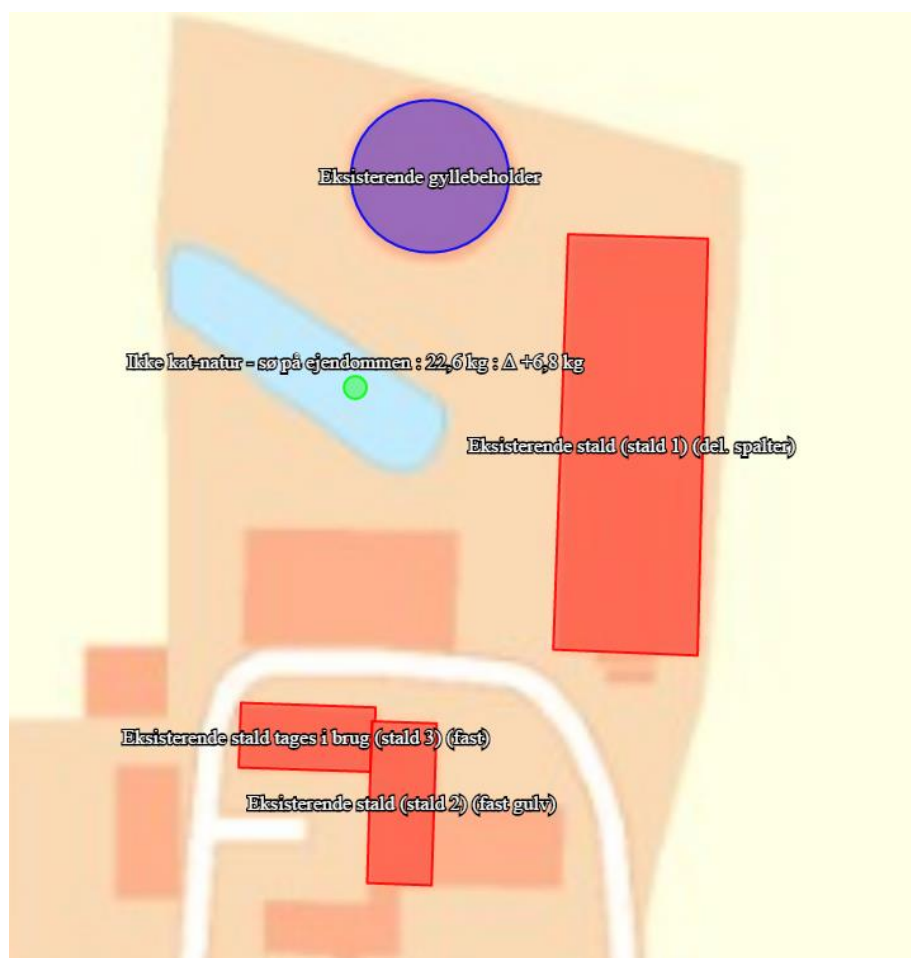 Eksisterende gyllebeholder
Ikke kat-natur - sø på ejendommen : 22,6 kg : Δ +6,8 kg
Eksisterende stald (stald 1) (del. spalter)
Eksisterende stald tages i brug (stald 3) (fast)
Eksisterende stald (stald 2) (fast gulv)